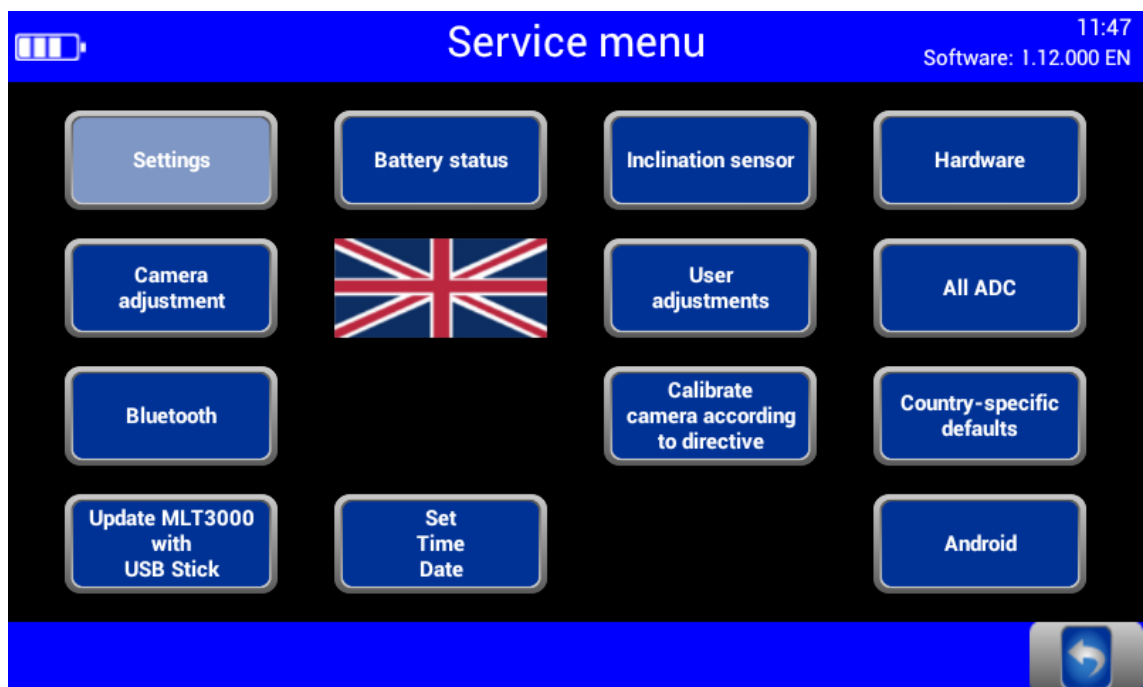 Service menu
11:47
Software: 1.12.000 EN
Settings
Battery status
Inclination sensor
Hardware
Camera
adjustment
User
adjustments
All ADC
Bluetooth
Calibrate
camera according
to directive
Country-specific
defaults
Update MLT3000
with
USB Stick
Set
Time
Date
Android